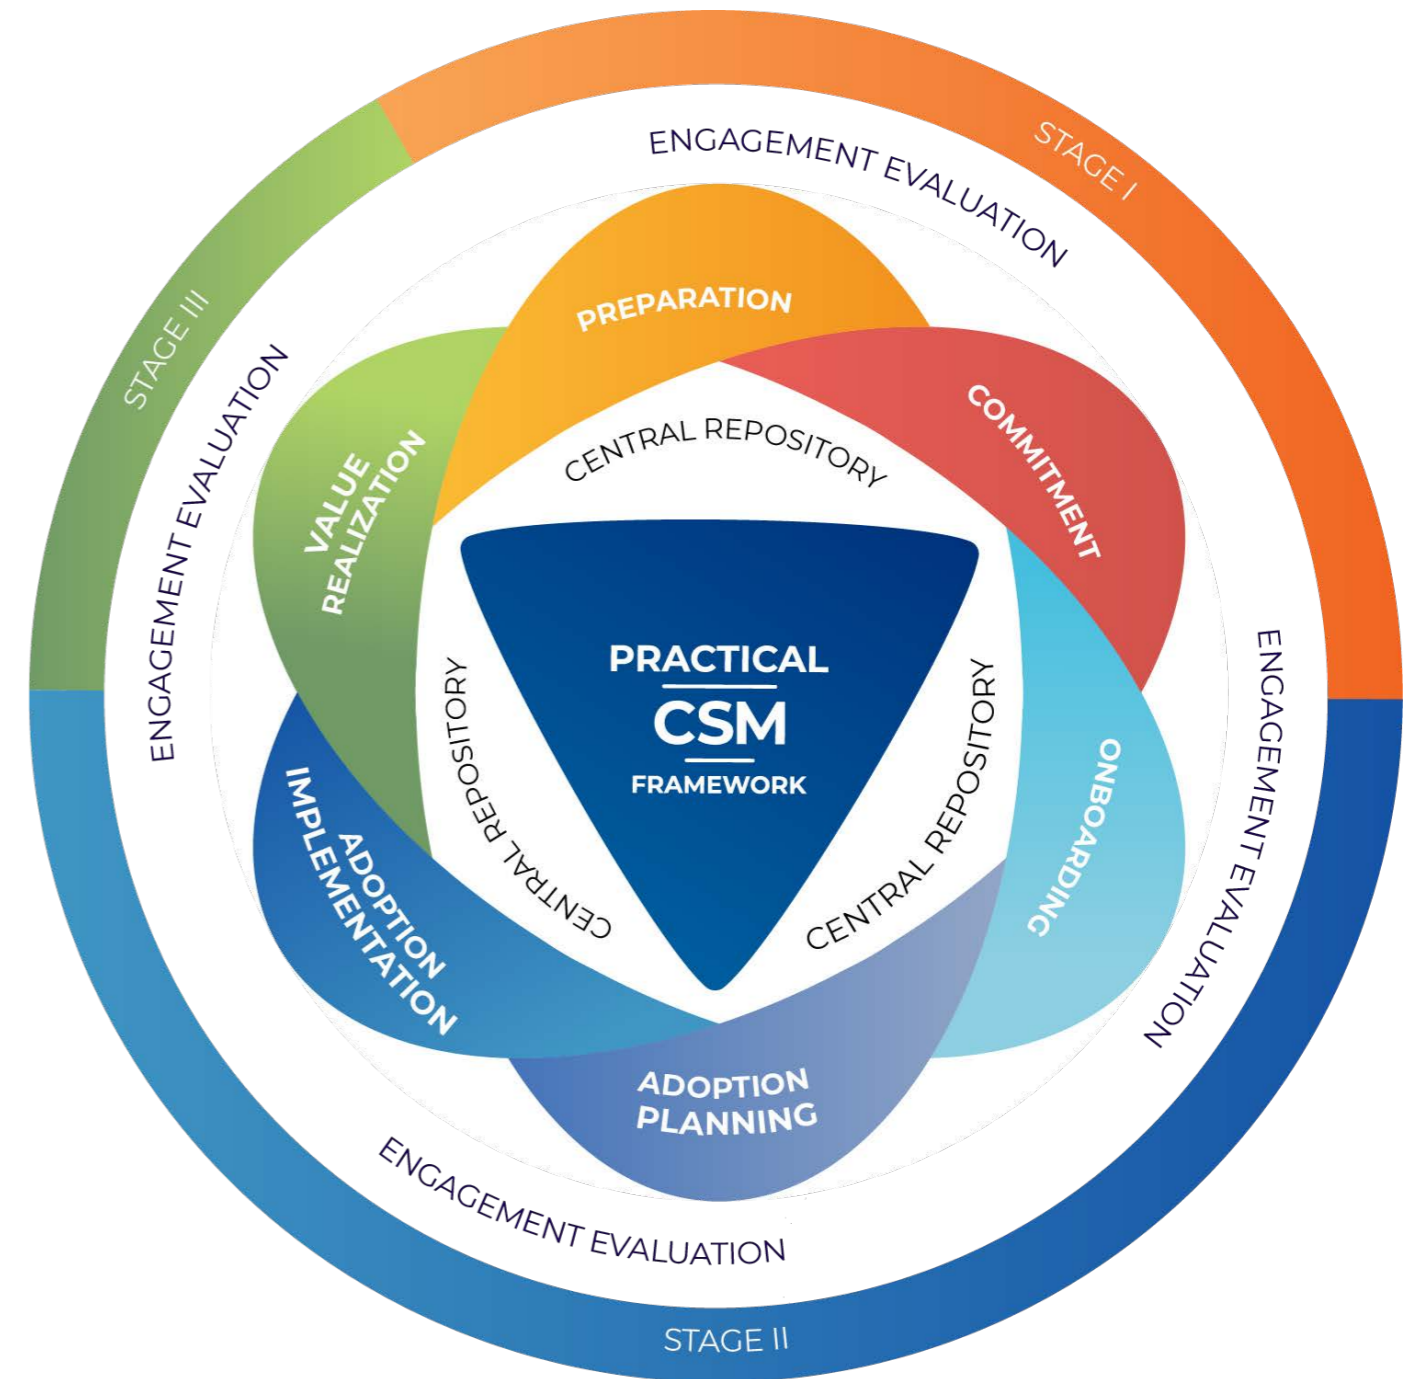 STAGE I
ENGAGEMENT EVALUATION
PREPARATION
COMMITMENT
STAGE III
ENGAGEMENT EVALUATION
VALUE
REALIZATION
CENTRAL REPOSITORY
PRACTICAL
CSM
FRAMEWORK
CENTRAL REPOSITORY
CENTRAL REPOSITORY
ONBOARDING
ENGAGEMENT EVALUATION
ADOPTION
IMPLEMENTATION
ADOPTION
PLANNING
ENGAGEMENT EVALUATION
STAGE II